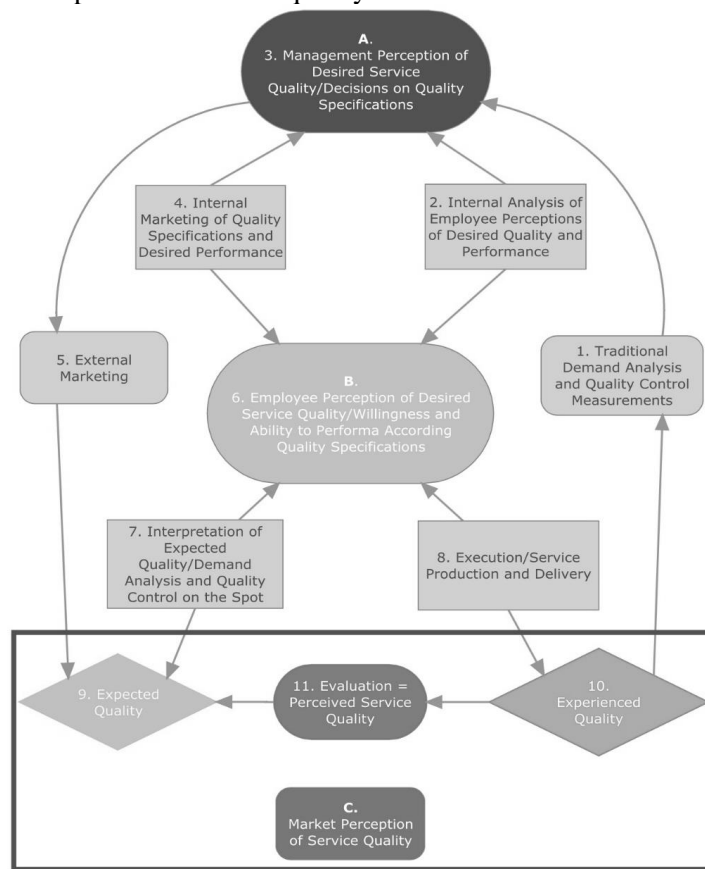 A.
3. Management Perception of
Desired Service
Quality/Decisions on Quality
Specifications
4. Internal
Marketing of Quality
Specifications and
Desired Performance
2. Internal Analysis of
Employee Perceptions
of Desired Quality and
Performance
5. External
Marketing
B.
6. Employee Perception of Desired
Service Quality/Willingness and
Ability to Performa According
Quality Specifications
1. Traditional
Demand Analysis
and Quality Control
Measurements
7. Interpretation of
Expected
Quality/Demand
Analysis and Quality
Control on the Spot
8. Execution/Service
Production and Delivery
9. Expected
Quality
11. Evaluation =
Perceived Service
Quality
10.
Experienced
Quality
C.
Market Perception
of Service Quality